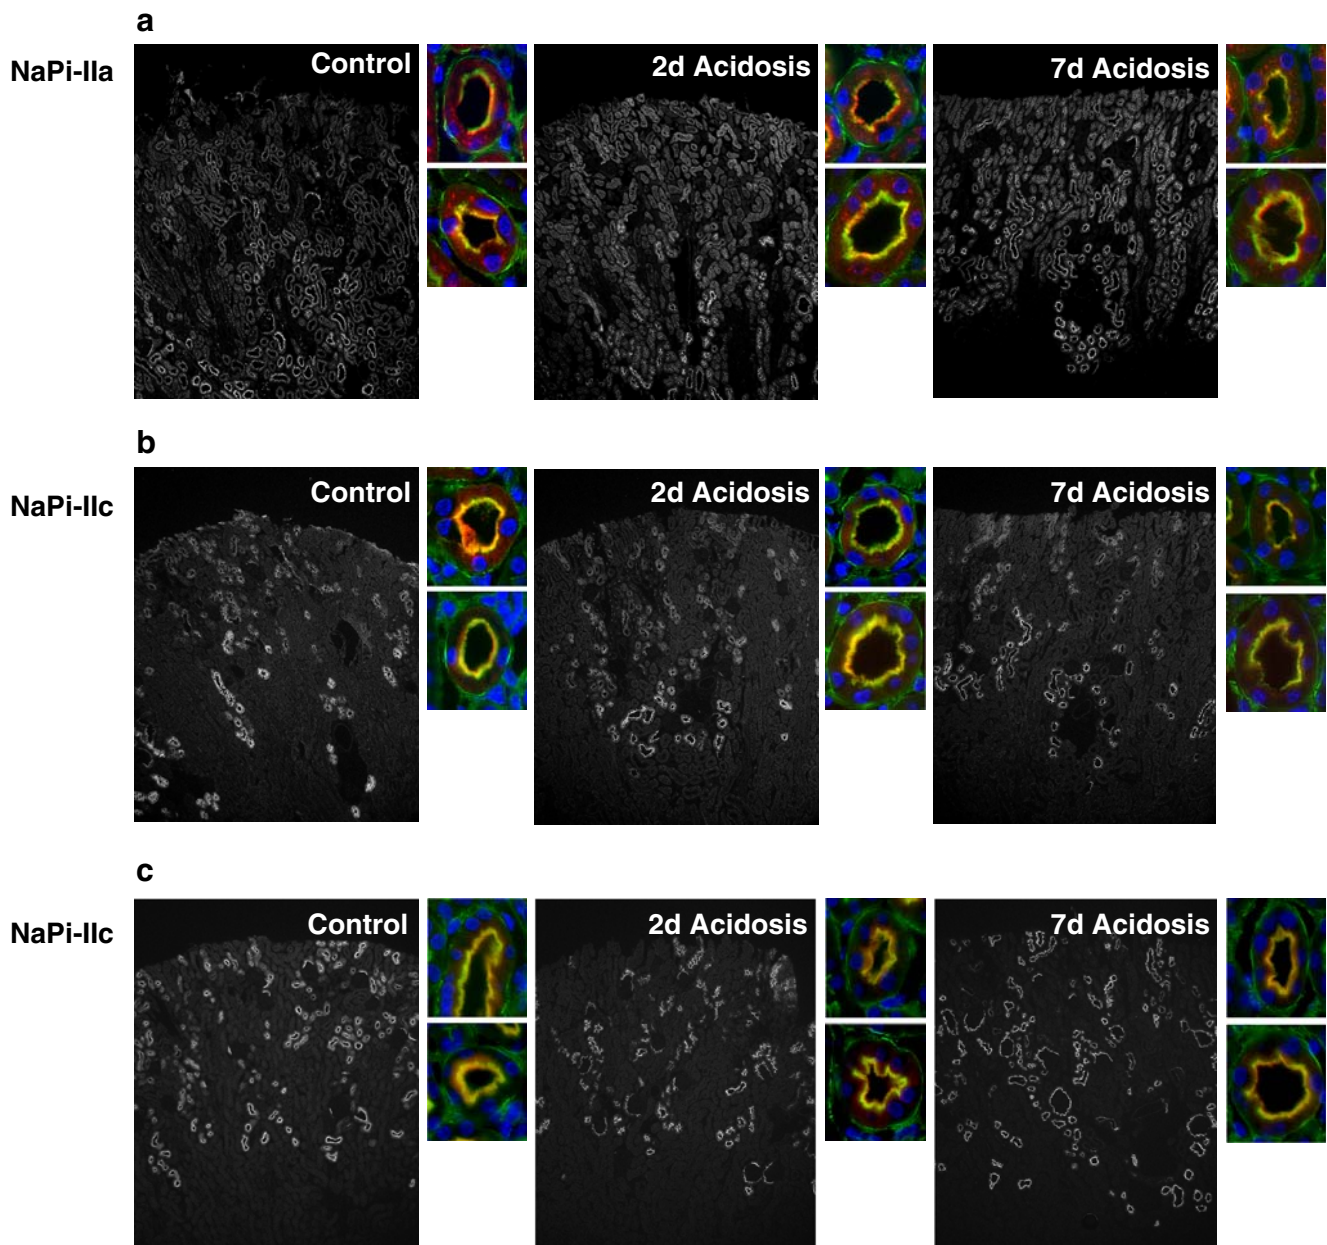 a
NaPi-IIa
Control
2d Acidosis
7d Acidosis
b
NaPi-IIc
Control
2d Acidosis
7d Acidosis
c
NaPi-IIc
Control
2d Acidosis
7d Acidosis